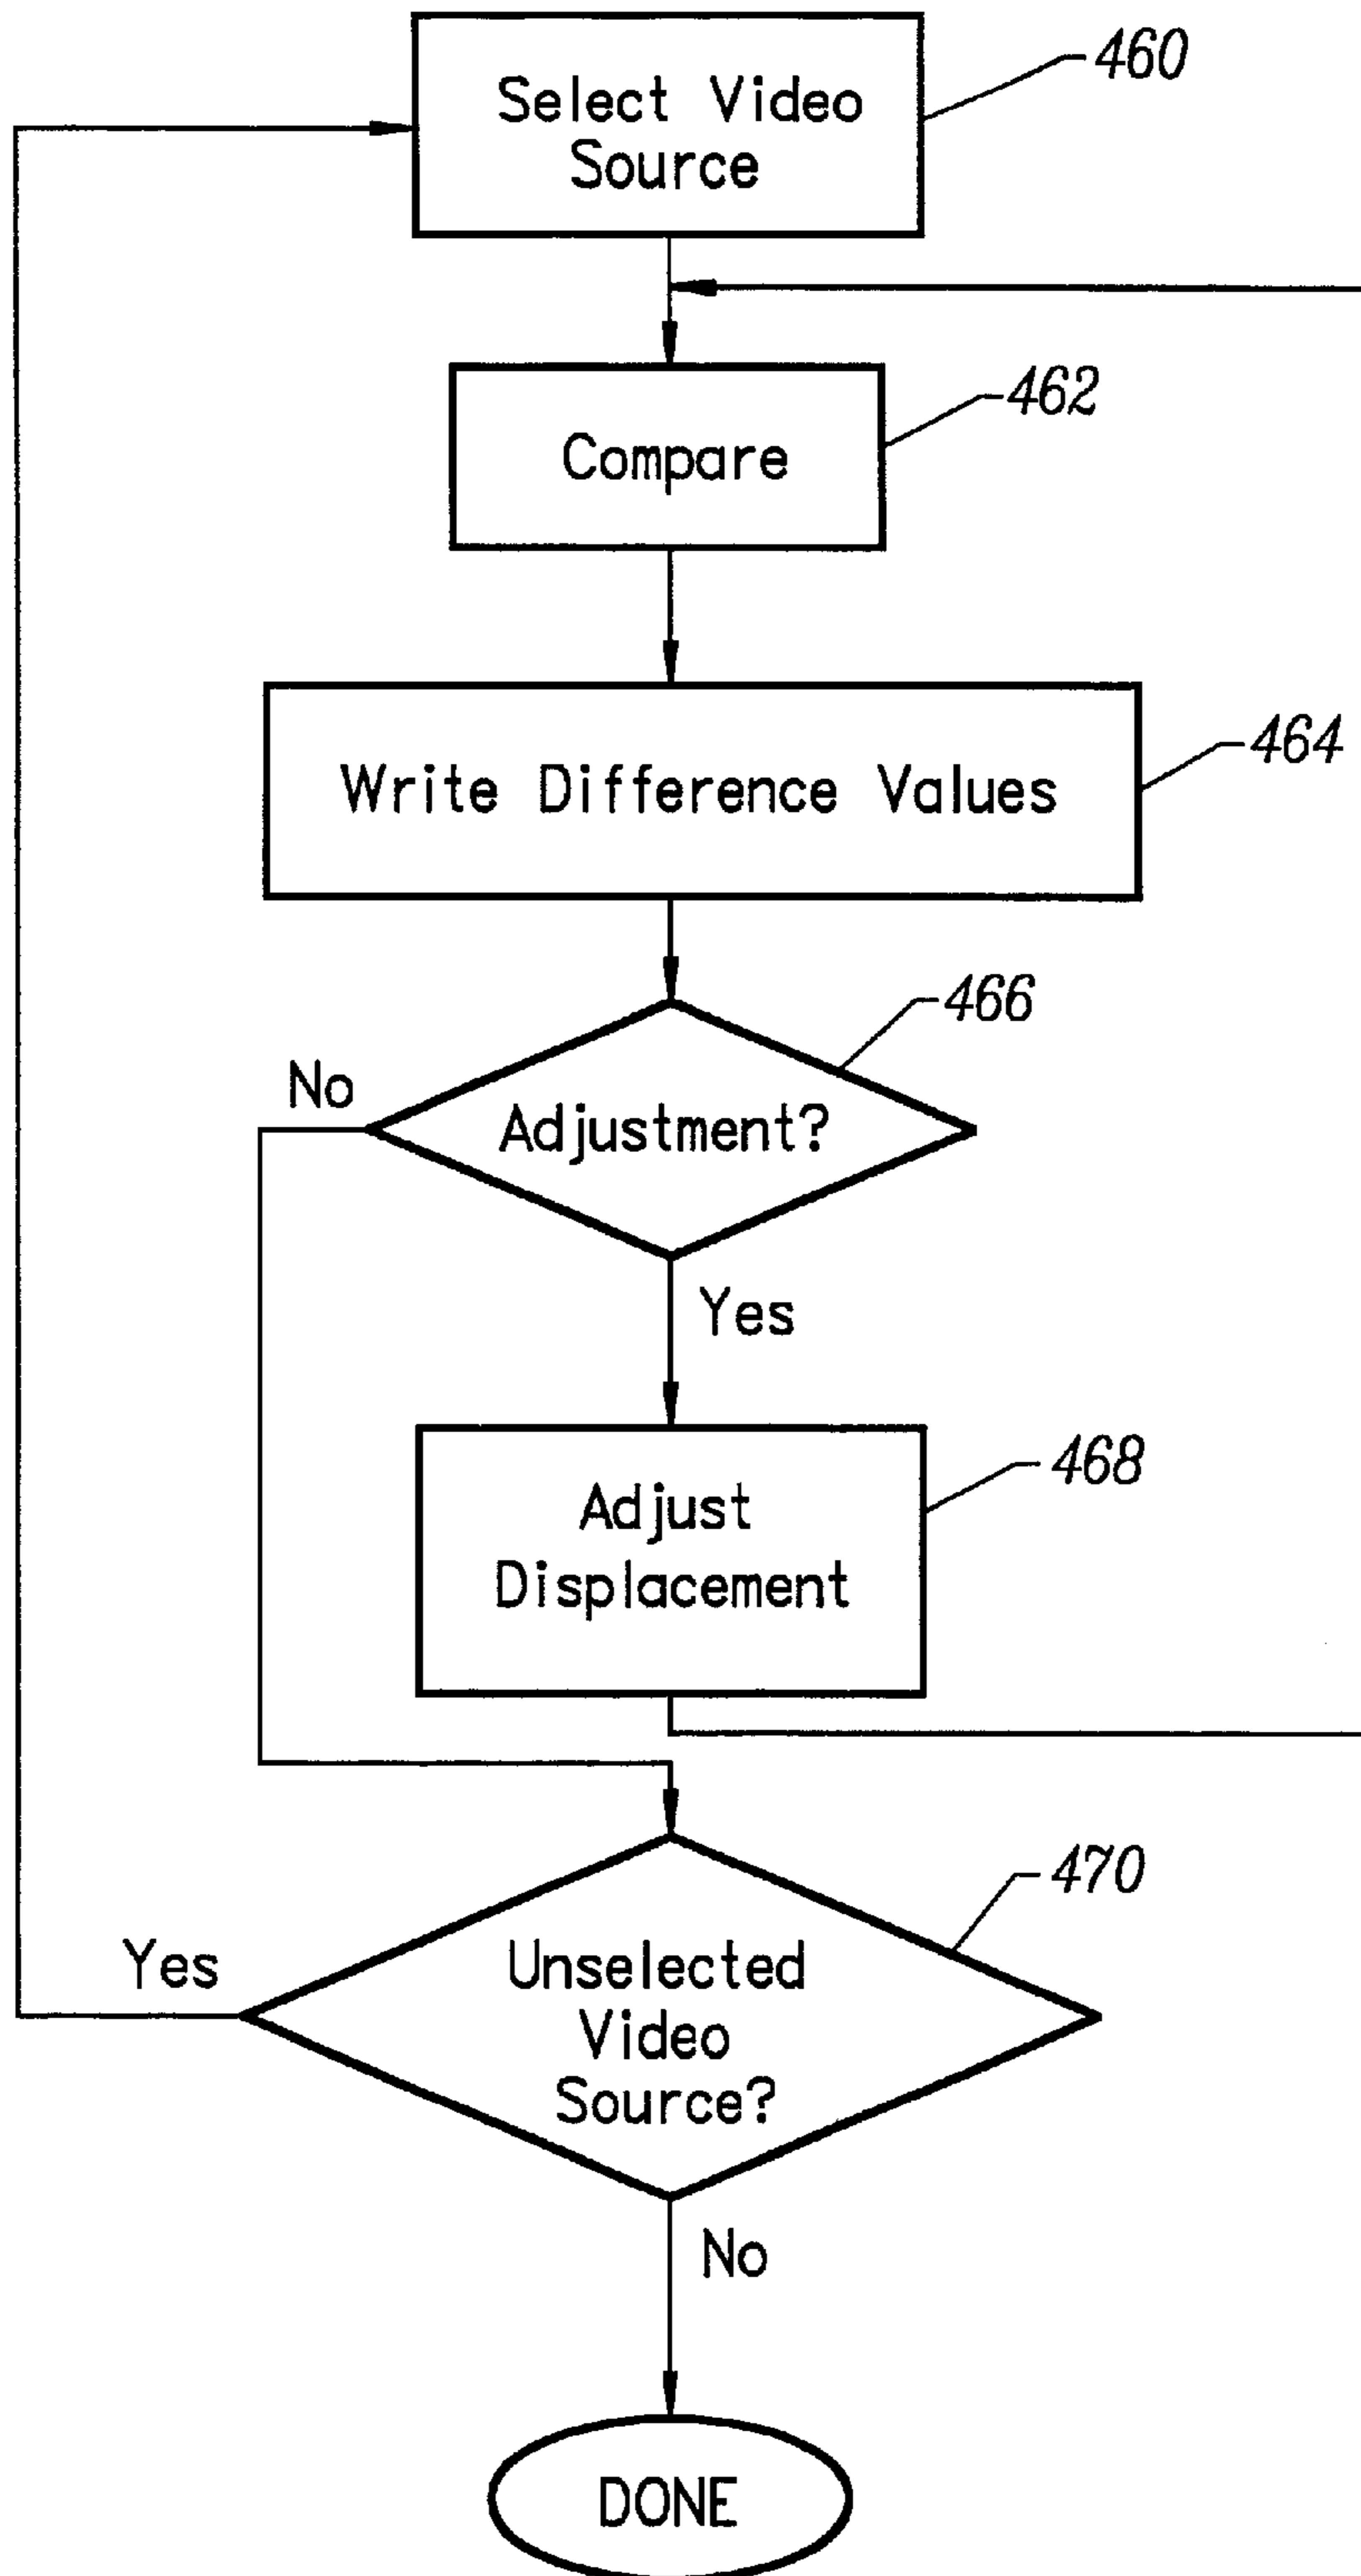 460
Select Video
Source
462
Compare
464
Write Difference Values
466
No
Adjustment?
Yes
468
Adjust
Displacement
470
Yes
Unselected
Video
Source?
No
DONE